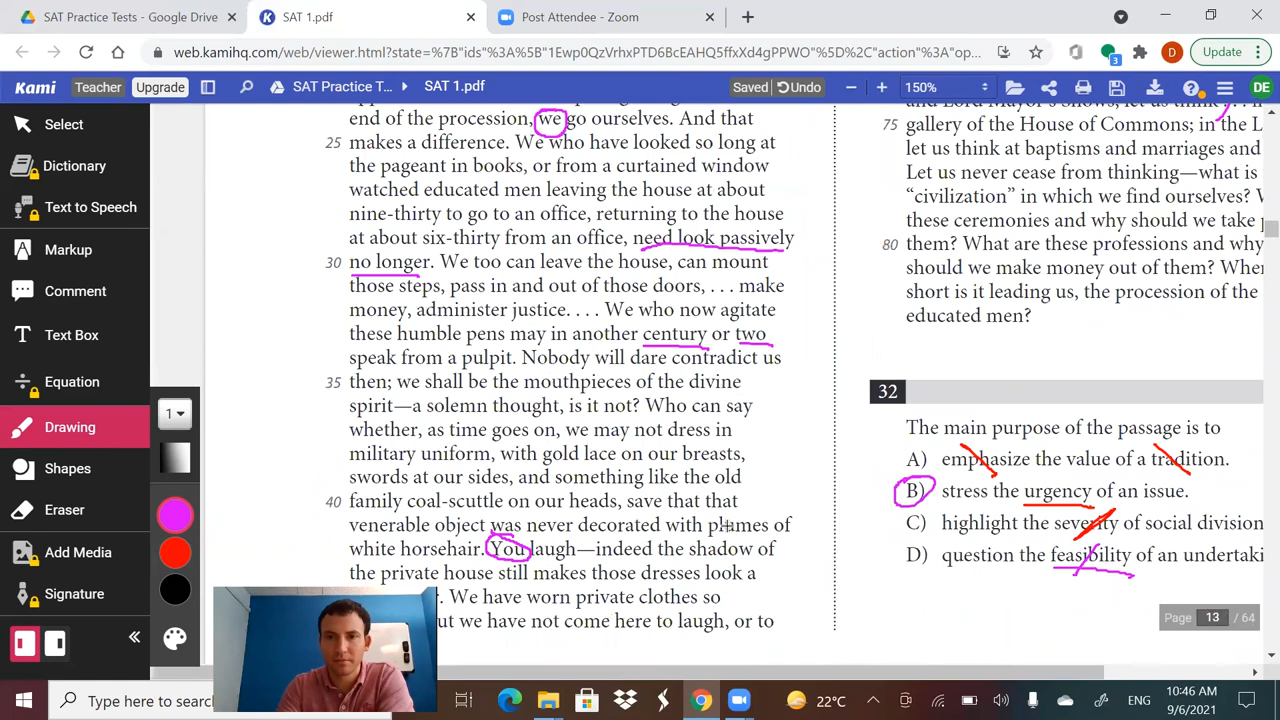 SAT Practice Tests - Google Drive
SAT 1.pdf
Post Attendee - Zoom
web.kamihq.com/web/viewer.html?state=%7B"ids"%3A%5B"1Ewp0QzVrhxPTD6BcEAHQ5ffxXd4gPPWO"%5D%2C"action"%3A"op...
3
D
Update
Kami
Teacher
Upgrade
SAT Practice T...
SAT 1.pdf
Saved
Undo
150%
DE
Select
Dictionary
Text to Speech
Markup
Comment
Text Box
Equation
Drawing
Shapes
Eraser
Add Media
Signature
1
end of the procession, we go ourselves. And that
25 makes a difference. We who have looked so long at
the pageant in books, or from a curtained window
watched educated men leaving the house at about
nine-thirty to go to an office, returning to the house
at about six-thirty from an office, need look passively
30 no longer. We too can leave the house, can mount
those steps, pass in and out of those doors, . . . make
money, administer justice. . . . We who now agitate
these humble pens may in another century or two
speak from a pulpit. Nobody will dare contradict us
35 then; we shall be the mouthpieces of the divine
spirit—a solemn thought, is it not? Who can say
whether, as time goes on, we may not dress in
military uniform, with gold lace on our breasts,
swords at our sides, and something like the old
40 family coal-scuttle on our heads, save that that
venerable object was never decorated with plumes of
white horsehair. You laugh—indeed the shadow of
the private house still makes those dresses look a
We have worn private clothes so
ut we have not come here to laugh, or to
and Lord Mayor's Shows; let us think . . .
75 gallery of the House of Commons; in the L
let us think at baptisms and marriages and
Let us never cease from thinking—what is
"civilization" in which we find ourselves? W
these ceremonies and why should we take p
80 them? What are these professions and why
should we make money out of them? Wher
short is it leading us, the procession of the
educated men?
32
The main purpose of the passage is to
A) emphasize the value of a tradition.
B) stress the urgency of an issue.
C) highlight the severity of social division
D) question the feasibility of an undertaki
Page 13 / 64
Type here to search
22°C
ENG
10:46 AM
9/6/2021